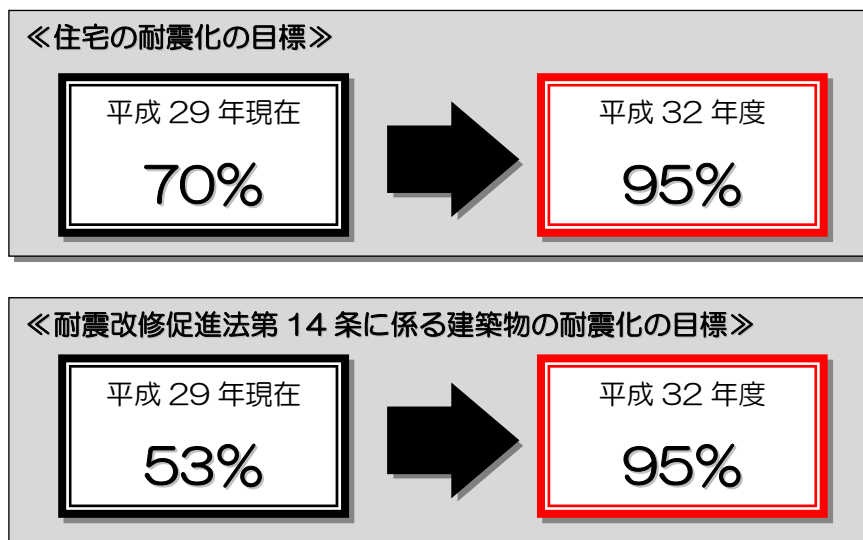 ≪住宅の耐震化の目標≫
平成 29 年現在
70%
平成 32 年度
95%
≪耐震改修促進法第 14 条に係る建築物の耐震化の目標≫
平成 29 年現在
53%
平成 32 年度
95%